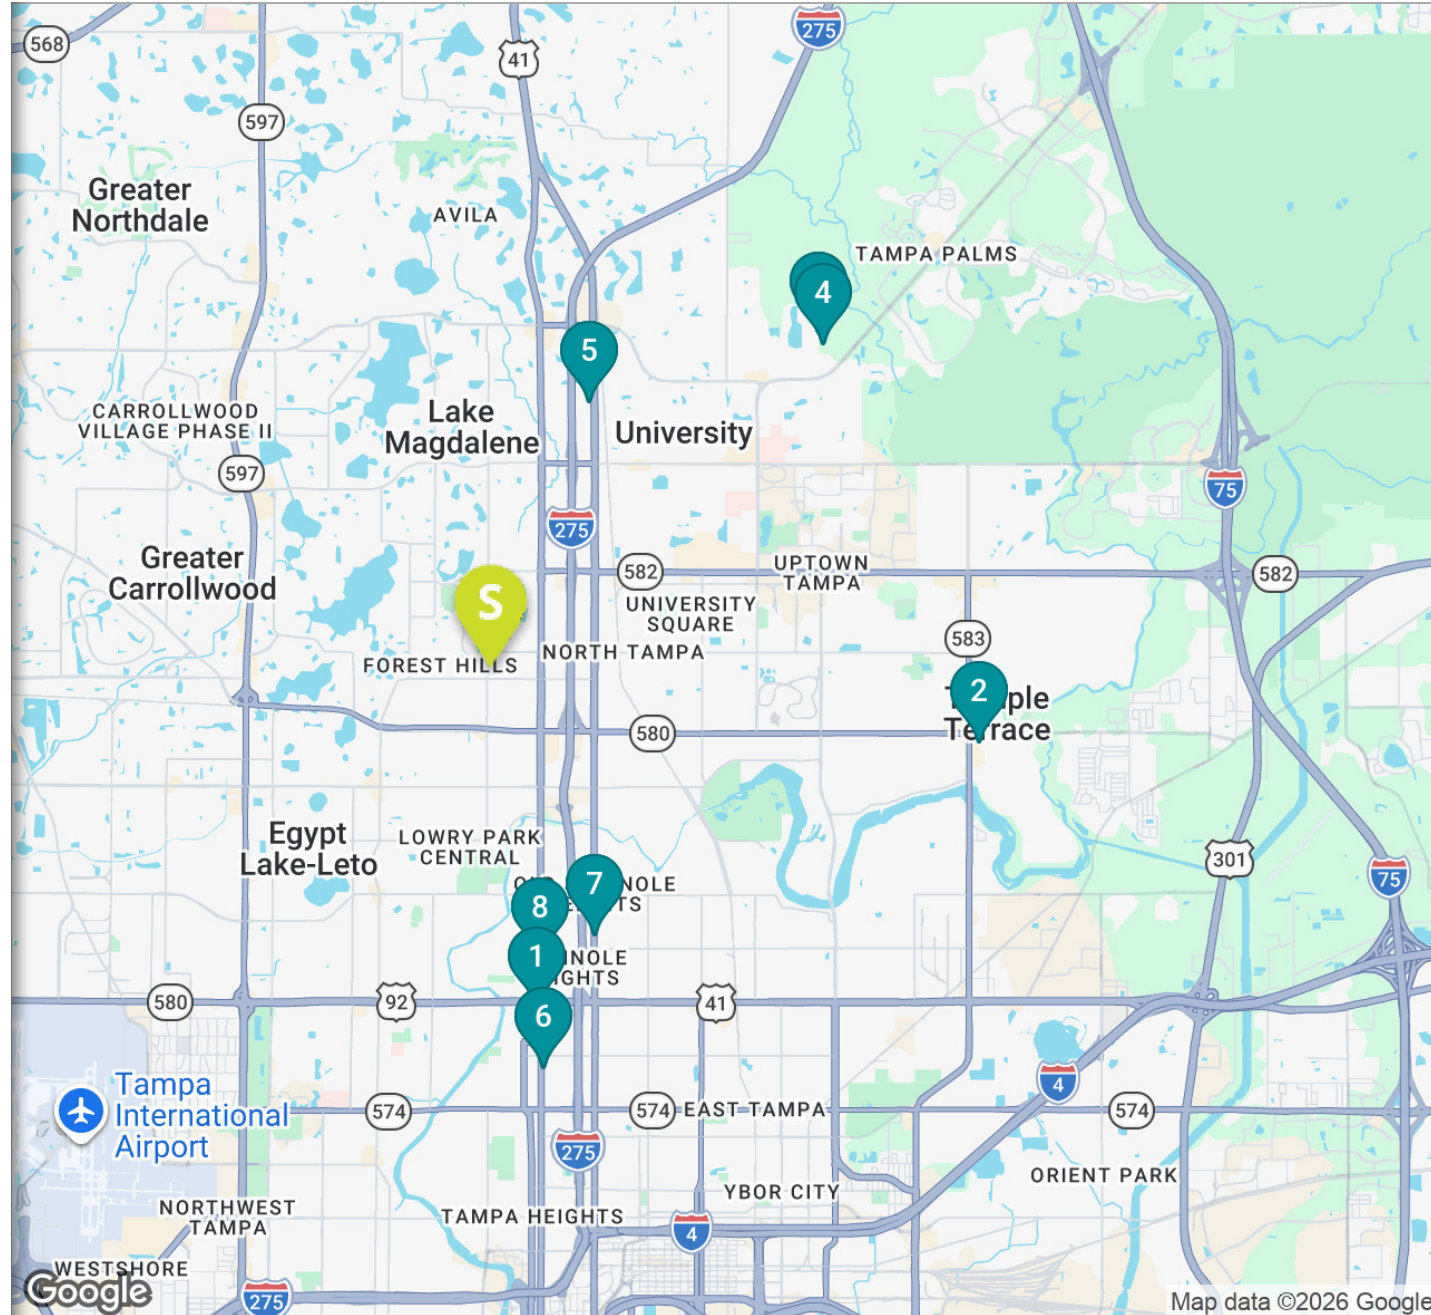 568
41
275
597
Greater
Northdale
AVILA
TAMPA PALMS
4
5
CARROLLWOOD
VILLAGE PHASE II
Lake
Magdalene
University
597
75
275
Greater
Carrollwood
582
UPTOWN
TAMPA
582
S
UNIVERSITY
SQUARE
583
FOREST HILLS
NORTH TAMPA
2
Terrace
580
Egypt
Lake-Leto
LOWRY PARK
CENTRAL
301
75
7
8
1
580
92
41
6
Tampa
International
Airport
574
574
EAST TAMPA
4
574
275
ORIENT PARK
NORTHWEST
TAMPA
YBOR CITY
TAMPA HEIGHTS
4
WESTSHORE
Google
275
Map data ©2026 Google